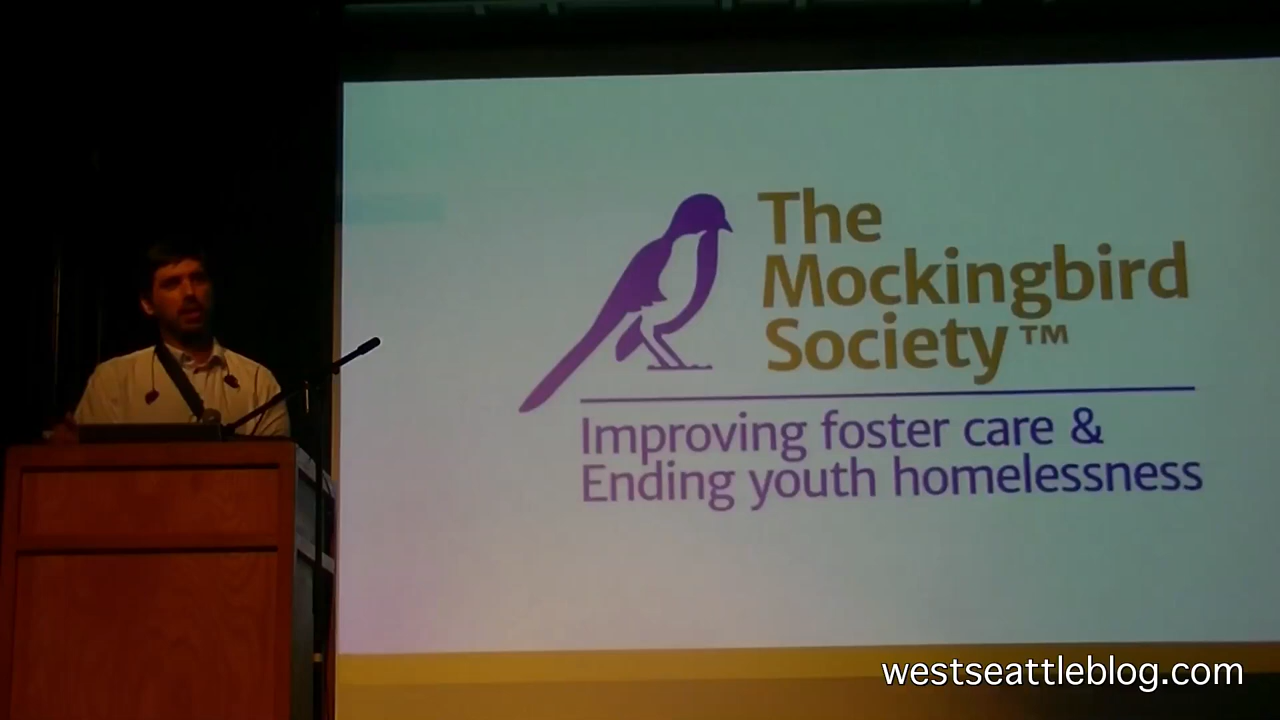 The
Mockingbird
Society™
Improving foster care &
Ending youth homelessness
westseattleblog.com